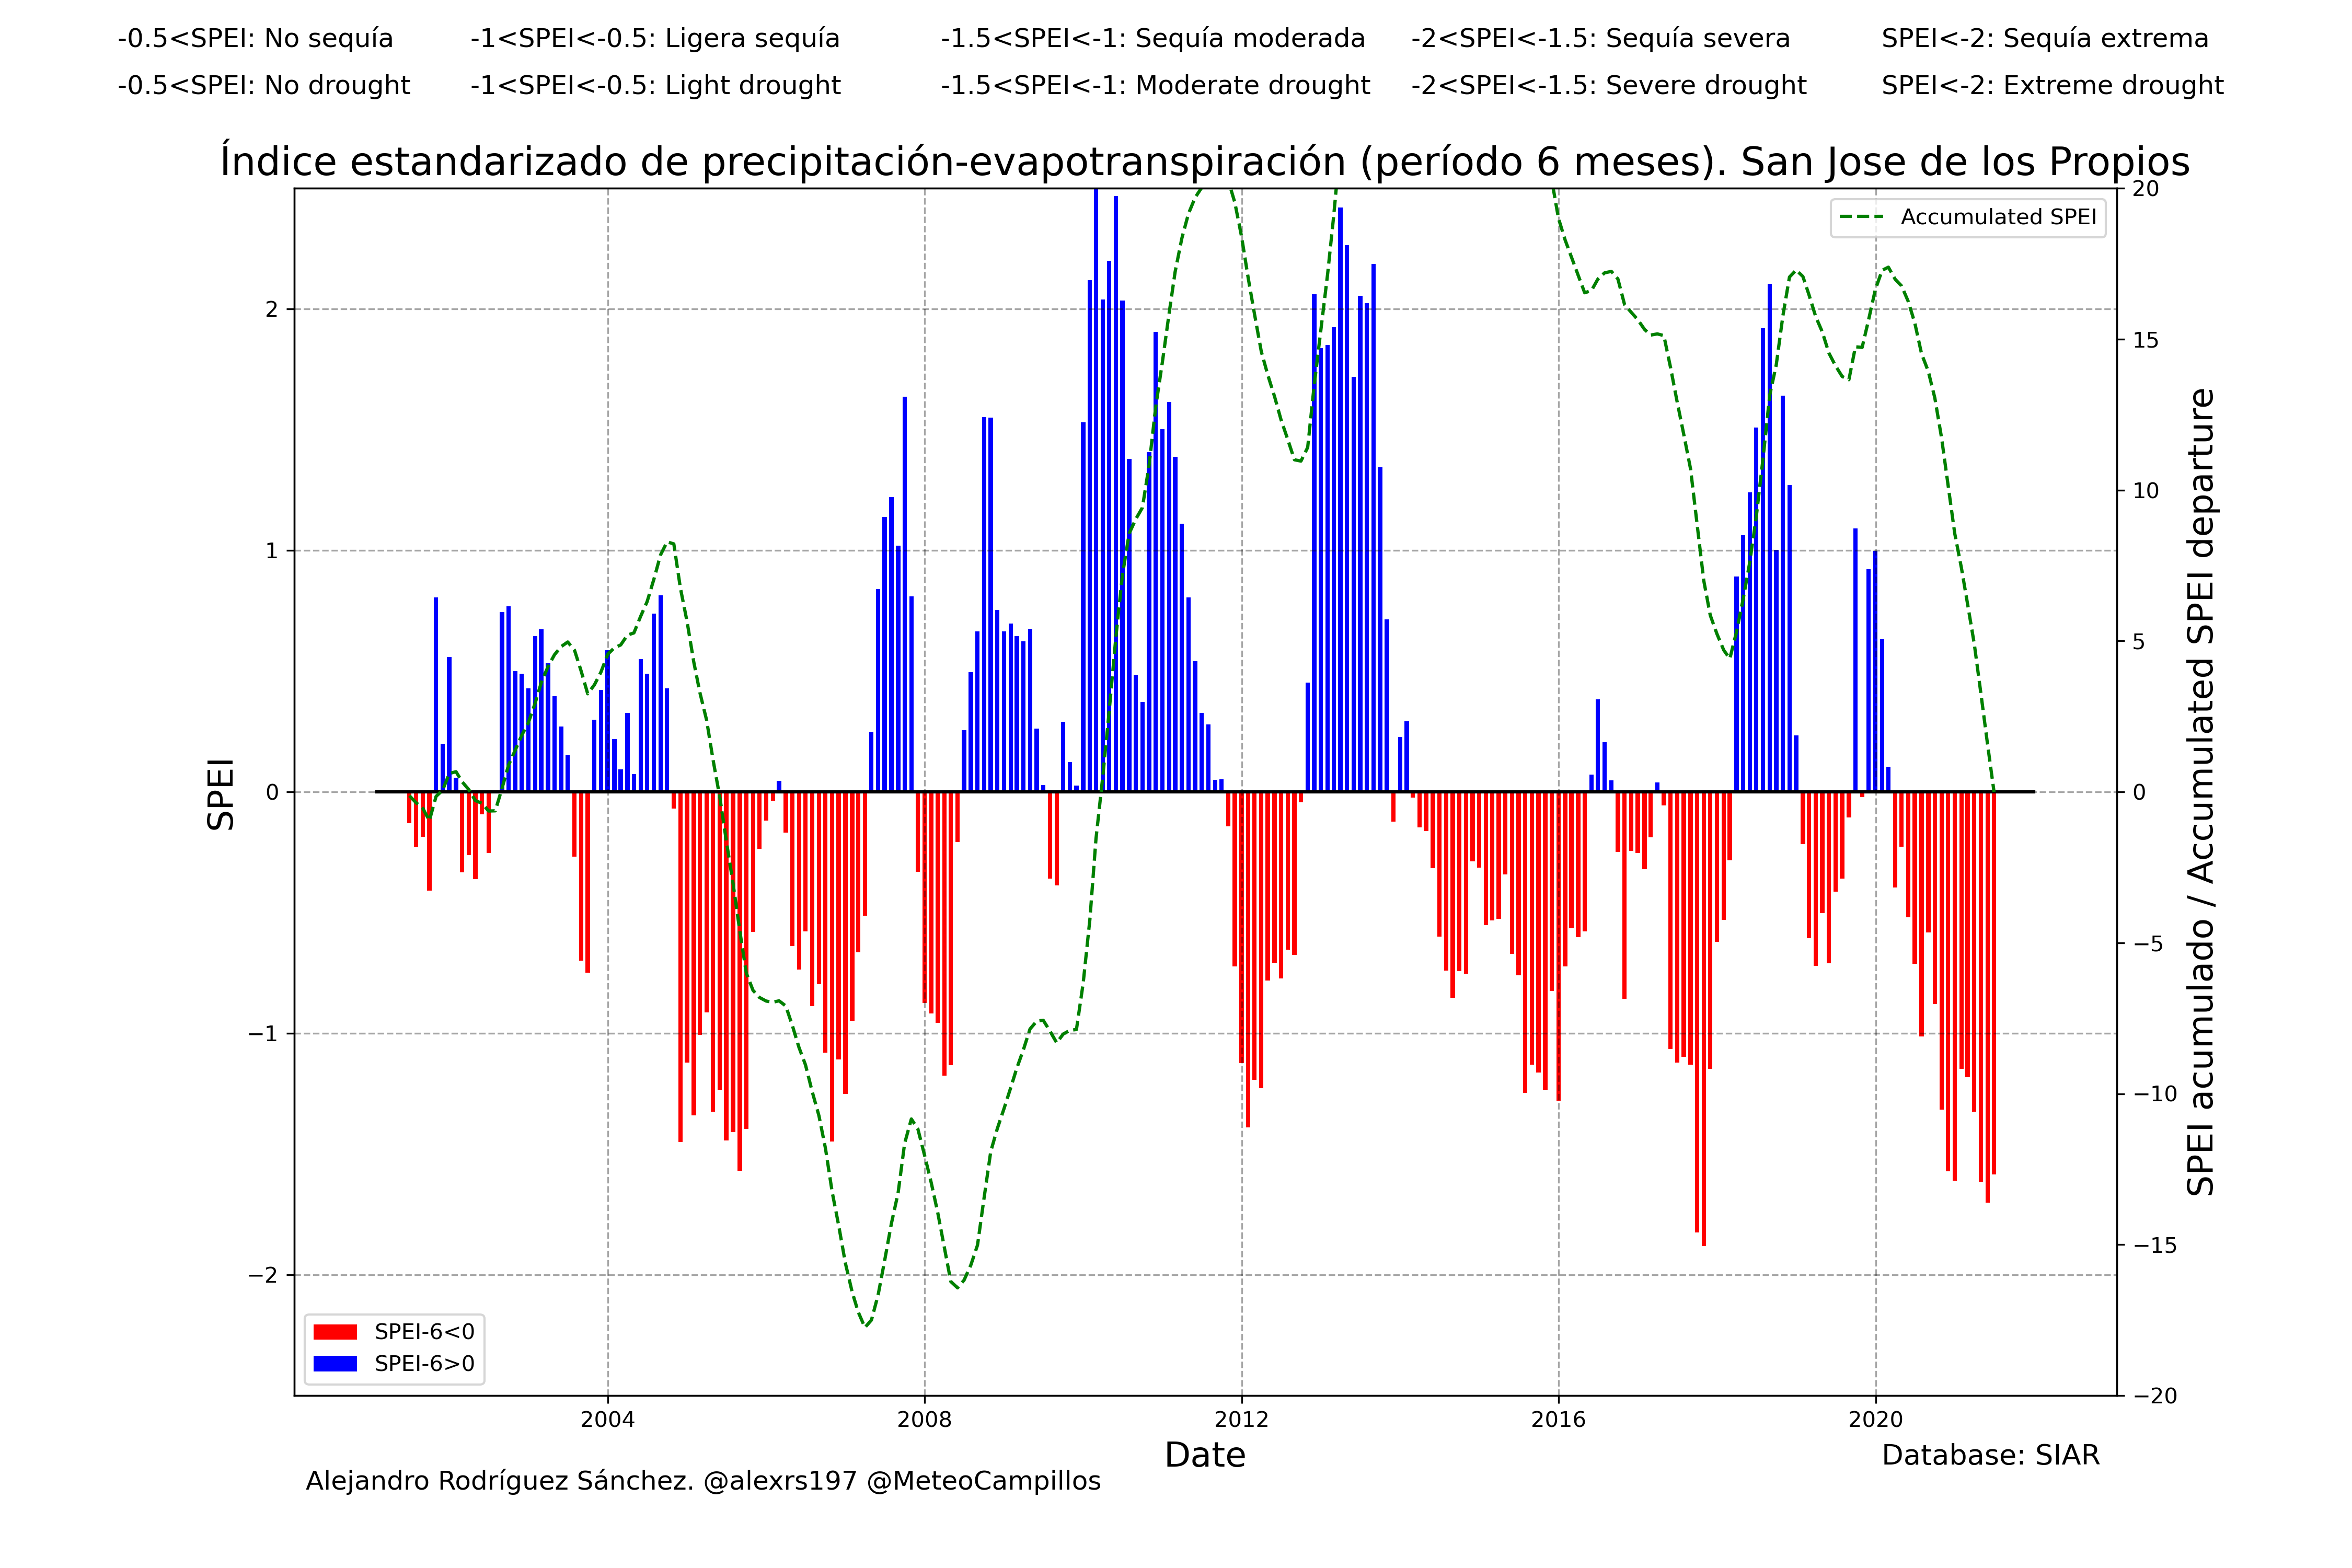 -0.5<SPEI: No sequía -1<SPEI<-0.5: Ligera sequía -1.5<SPEI<-1: Sequía moderada -2<SPEI<-1.5: Sequía severa SPEI<-2: Sequía extrema
-0.5<SPEI: No drought -1<SPEI<-0.5: Light drought -1.5<SPEI<-1: Moderate drought -2<SPEI<-1.5: Severe drought SPEI<-2: Extreme drought
Índice estandarizado de precipitación-evapotranspiración (período 6 meses). San Jose de los Propios
Accumulated SPEI
SPEI
2
1
0
−1
−2
20
15
10
5
0
−5
−10
−15
−20
SPEI acumulado / Accumulated SPEI departure
SPEI-6<0
SPEI-6>0
2004 2008 2012 2016 2020
Date
Database: SIAR
Alejandro Rodríguez Sánchez. @alexrs197 @MeteoCampillos